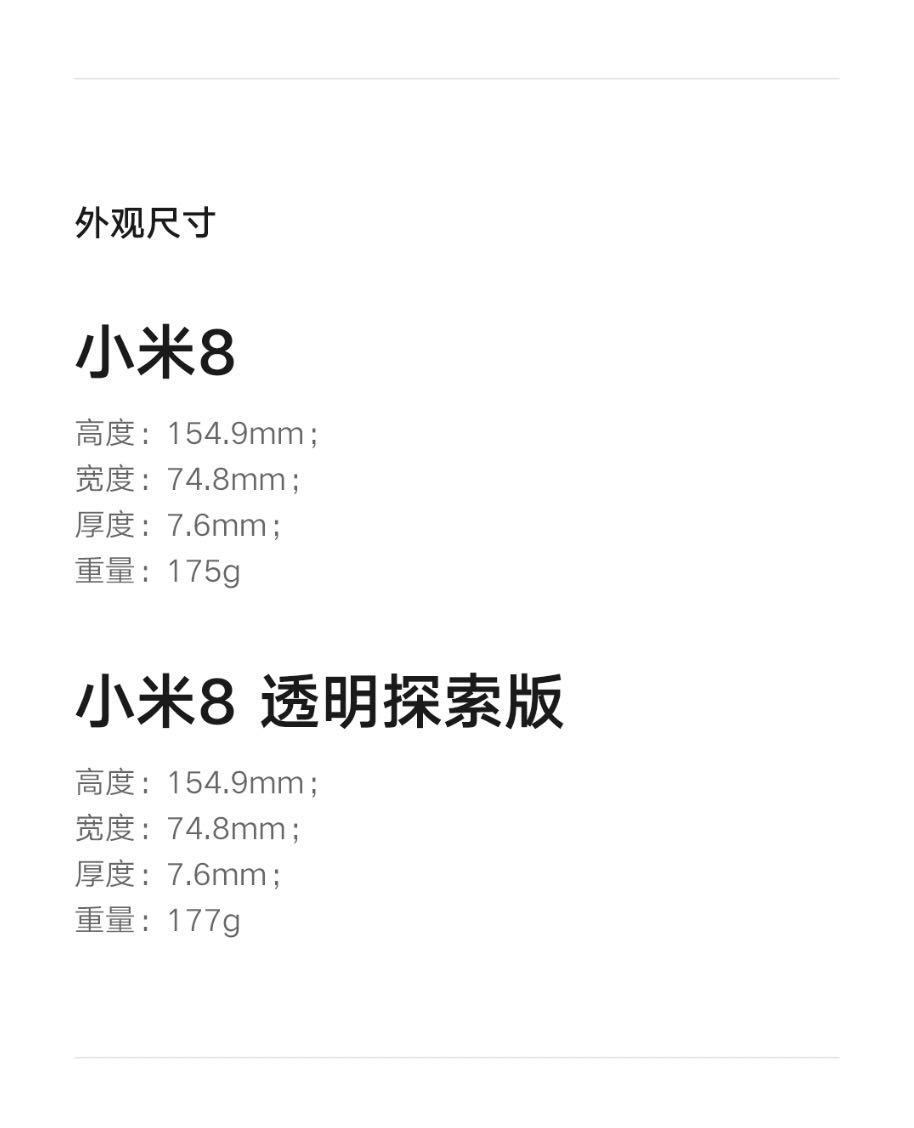 外观尺寸
小米8
高度：154.9mm；
宽度：74.8mm；
厚度：7.6mm；
重量：175g
小米8 透明探索版
高度：154.9mm；
宽度：74.8mm；
厚度：7.6mm；
重量：177g